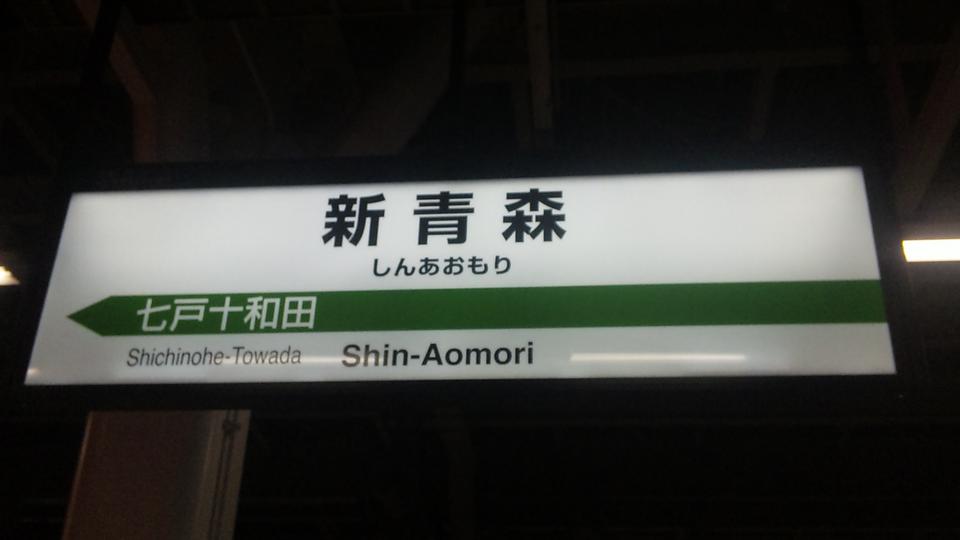 新青森
しんあおもり
七戸十和田
Shichinohe-Towada
Shin-Aomori